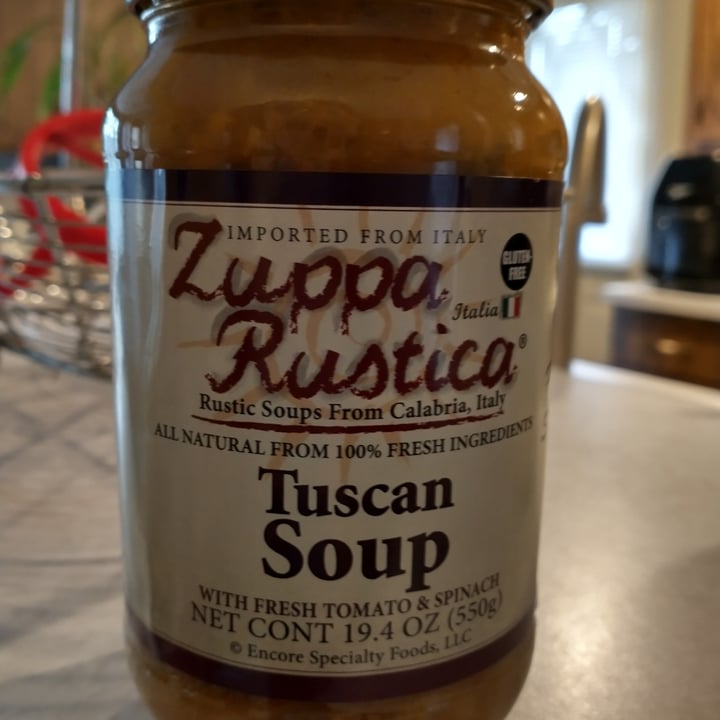 IMPORTED FROM ITALY
GLUTEN-
FREE
Zuppa
Italia
Rustica®
Rustic Soups From Calabria, Italy
ALL NATURAL FROM 100% FRESH INGREDIENTS
Tuscan
Soup
WITH FRESH TOMATO & SPINACH
NET CONT 19.4 OZ (550g)
© Encore Specialty Foods, LLC